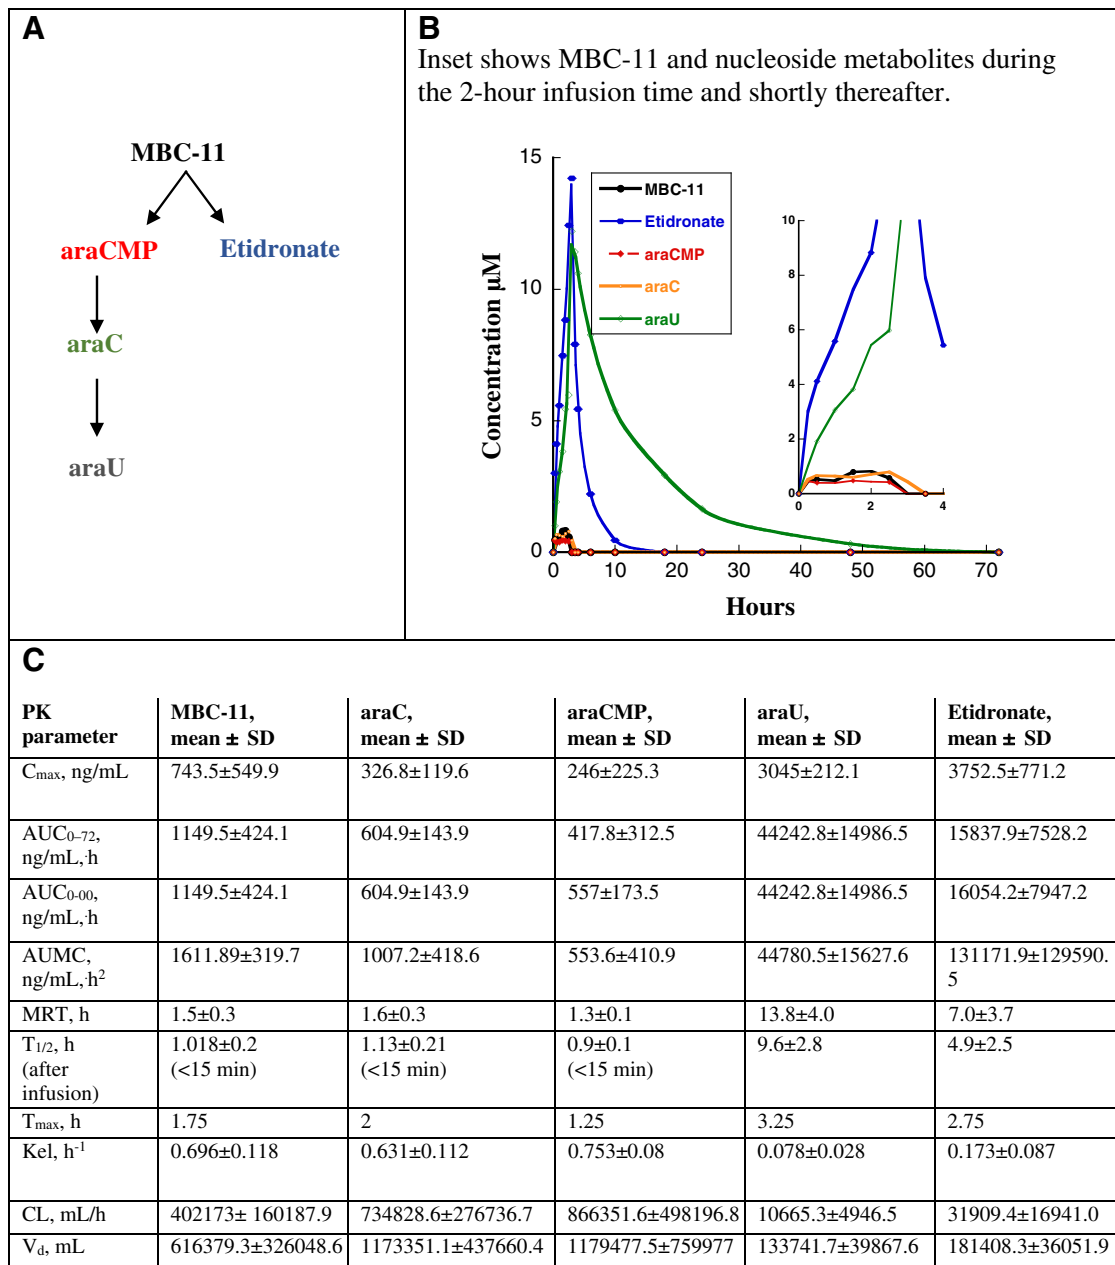 A
MBC-11
araCMP Etidronate
araC
araU
B
Inset shows MBC-11 and nucleoside metabolites during
the 2-hour infusion time and shortly thereafter.
15
10
5
0
Concentration µM
MBC-11
Etidronate
araCMP
araC
araU
10
8
6
4
2
0
0 2 4
0 10 20 30 40 50 60 70
Hours
C
PK parameter MBC-11, mean ± SD araC, mean ± SD araCMP, mean ± SD araU, mean ± SD Etidronate, mean ± SD
Cmax, ng/mL 743.5±549.9 326.8±119.6 246±225.3 3045±212.1 3752.5±771.2
AUC0–72, ng/mL,·h 1149.5±424.1 604.9±143.9 417.8±312.5 44242.8±14986.5 15837.9±7528.2
AUC0-00, ng/mL,·h 1149.5±424.1 604.9±143.9 557±173.5 44242.8±14986.5 16054.2±7947.2
AUMC, ng/mL,·h2 1611.89±319.7 1007.2±418.6 553.6±410.9 44780.5±15627.6 131171.9±129590.5
MRT, h 1.5±0.3 1.6±0.3 1.3±0.1 13.8±4.0 7.0±3.7
T1/2, h (after infusion) 1.018±0.2 (<15 min) 1.13±0.21 (<15 min) 0.9±0.1 (<15 min) 9.6±2.8 4.9±2.5
Tmax, h 1.75 2 1.25 3.25 2.75
Kel, h-1 0.696±0.118 0.631±0.112 0.753±0.08 0.078±0.028 0.173±0.087
CL, mL/h 402173± 160187.9 734828.6±276736.7 866351.6±498196.8 10665.3±4946.5 31909.4±16941.0
Vd, mL 616379.3±326048.6 1173351.1±437660.4 1179477.5±759977 133741.7±39867.6 181408.3±36051.9